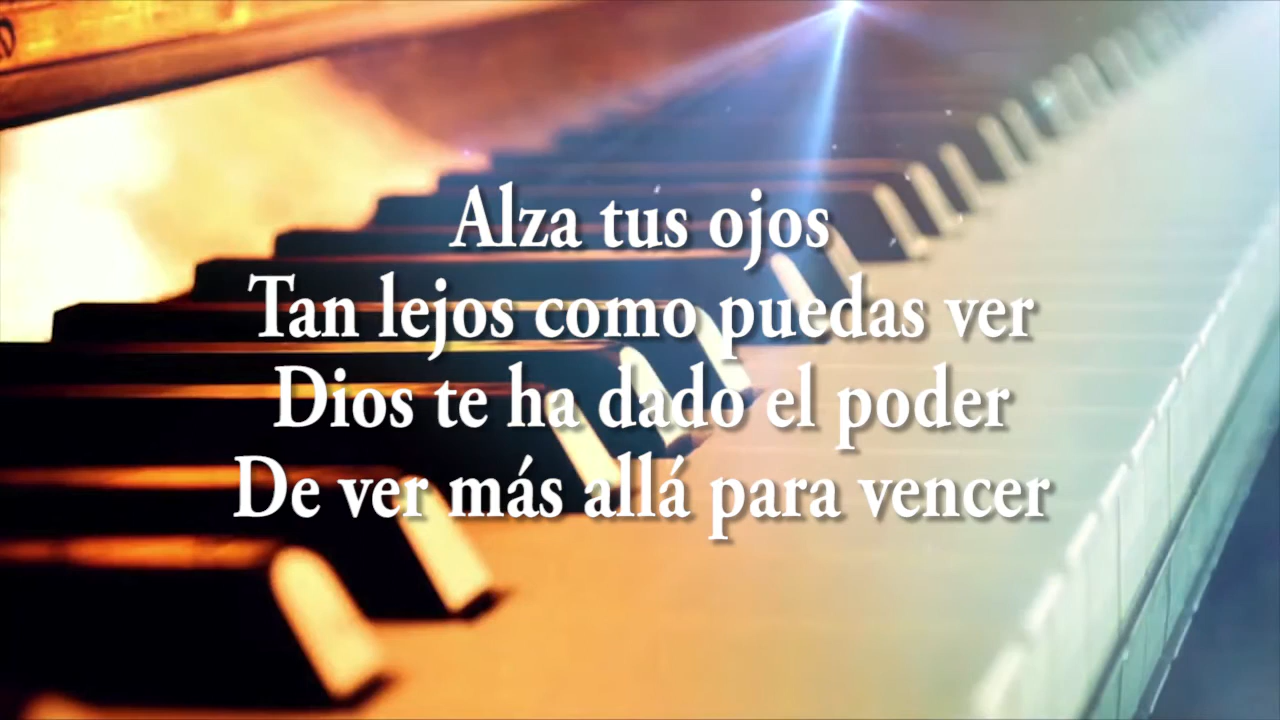 Alza tus ojos
Tan lejos como puedas ver
Dios te ha dado el poder
De ver más allá para vencer